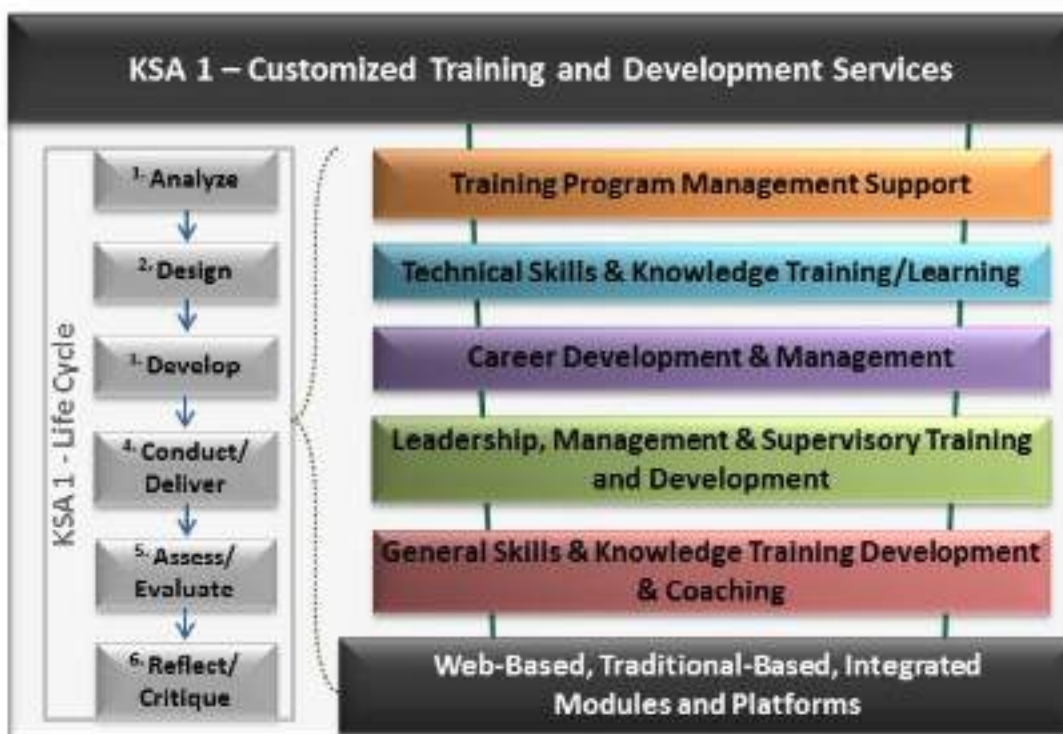 KSA 1 – Customized Training and Development Services
KSA 1 - Life Cycle
1. Analyze
2. Design
3. Develop
4. Conduct/
Deliver
5. Assess/
Evaluate
6. Reflect/
Critique
Training Program Management Support
Technical Skills & Knowledge Training/Learning
Career Development & Management
Leadership, Management & Supervisory Training
and Development
General Skills & Knowledge Training Development
& Coaching
Web-Based, Traditional-Based, Integrated
Modules and Platforms